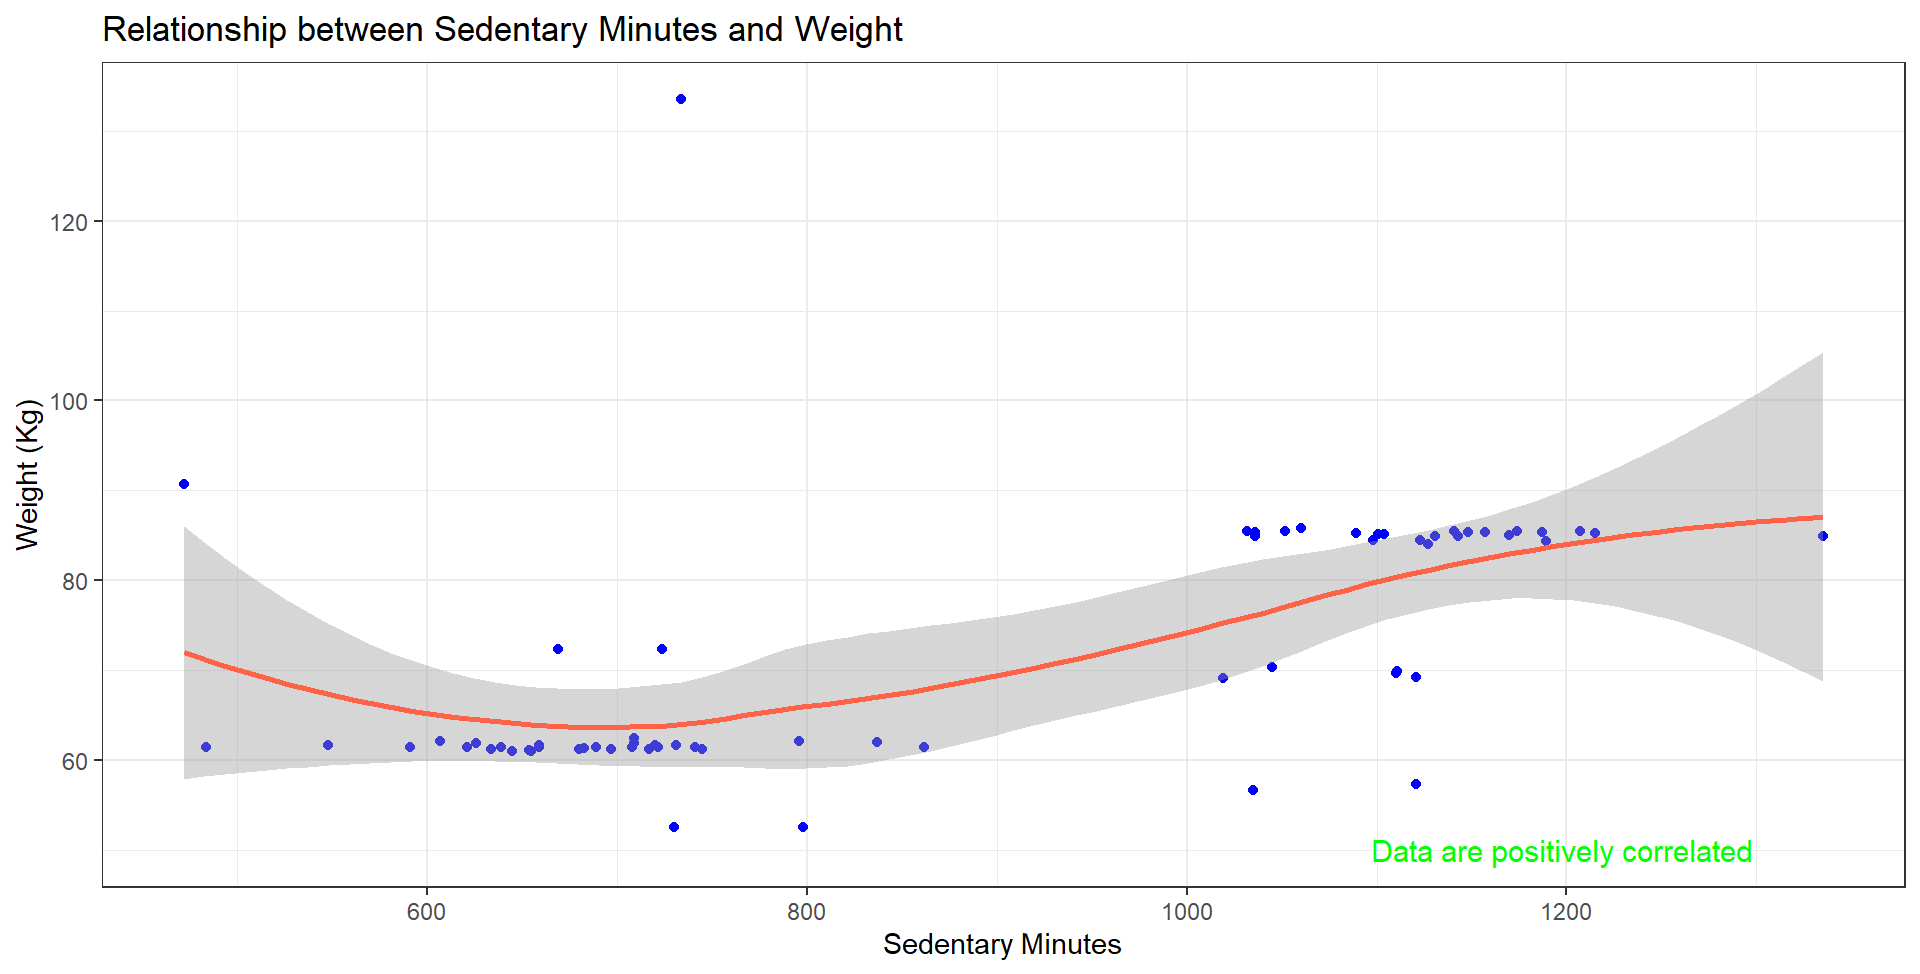 Relationship between Sedentary Minutes and Weight
Weight (Kg)
120
100
80
60
Data are positively correlated
600 800 1000 1200
Sedentary Minutes